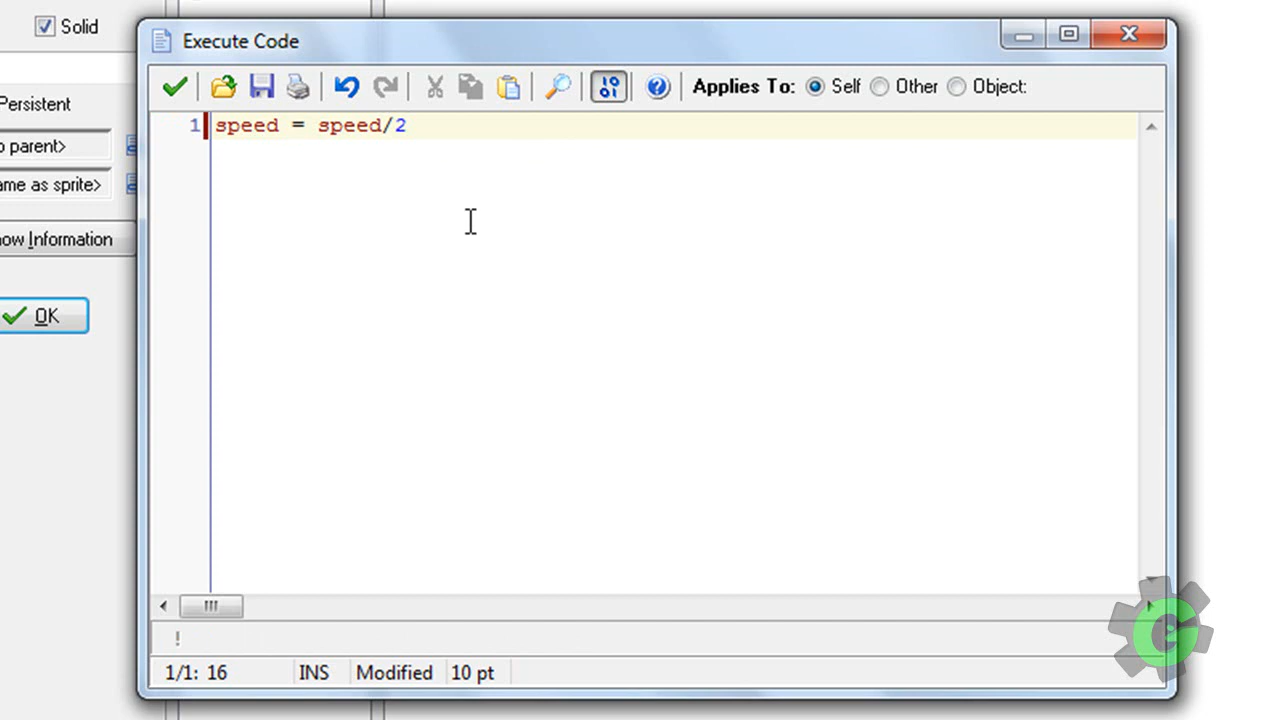 Solid
Execute Code
Applies To: Self Other Object:
Persistent
o parent>
ame as sprite>
ow Information
OK
1 speed = speed/2
!
1/1: 16 INS Modified 10 pt